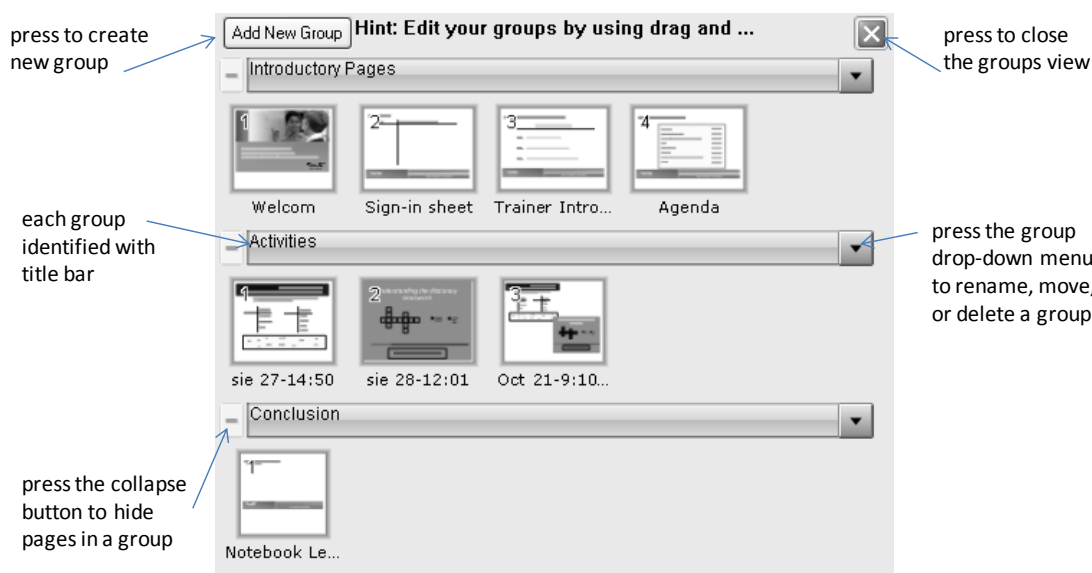 press to create
new group
Add New Group
Hint: Edit your groups by using drag and ...
press to close
the groups view
Introductory Pages
1
2
3
4
Welcom
Sign-in sheet
Trainer Intro...
Agenda
each group
identified with
title bar
Activities
press the group
drop-down menu
to rename, move,
or delete a group
1
2
3
sie 27-14:50
sie 28-12:01
Oct 21-9:10...
Conclusion
press the collapse
button to hide
pages in a group
1
Notebook Le...